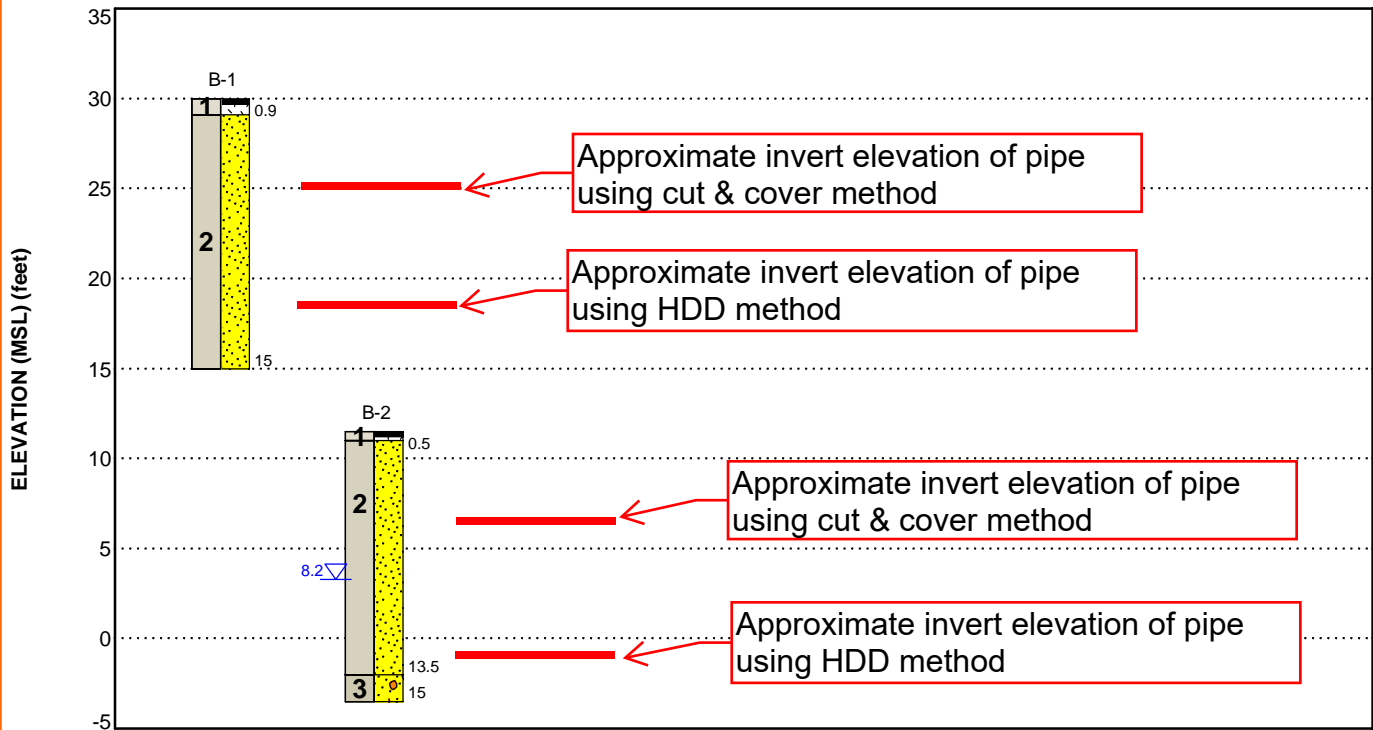 ELEVATION (MSL) (feet)
35
30
25
20
15
10
5
0
-5
B-1
1
0.9
2
15
Approximate invert elevation of pipe
using cut & cover method
Approximate invert elevation of pipe
using HDD method
B-2
1
0.5
2
8.2
13.5
3
15
Approximate invert elevation of pipe
using cut & cover method
Approximate invert elevation of pipe
using HDD method